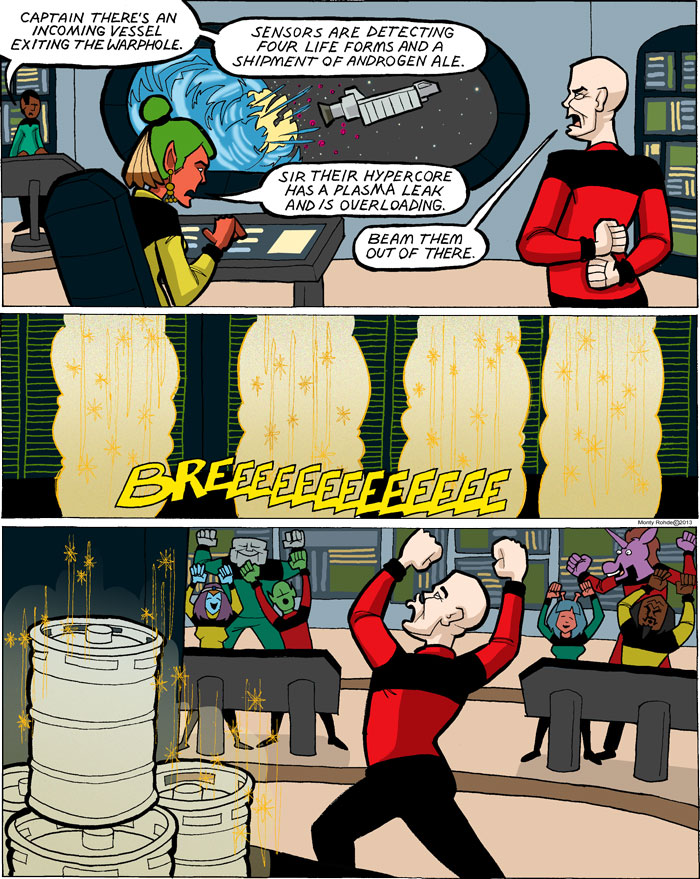 CAPTAIN THERE'S AN
INCOMING VESSEL
EXITING THE WARPHOLE.
SENSORS ARE DETECTING
FOUR LIFE FORMS AND A
SHIPMENT OF ANDROGEN ALE.
SIR THEIR HYPERCORE
HAS A PLASMA LEAK
AND IS OVERLOADING.
BEAM THEM
OUT OF THERE.
BREEEEEEEEEEEEEE
Monty Rohde©2013